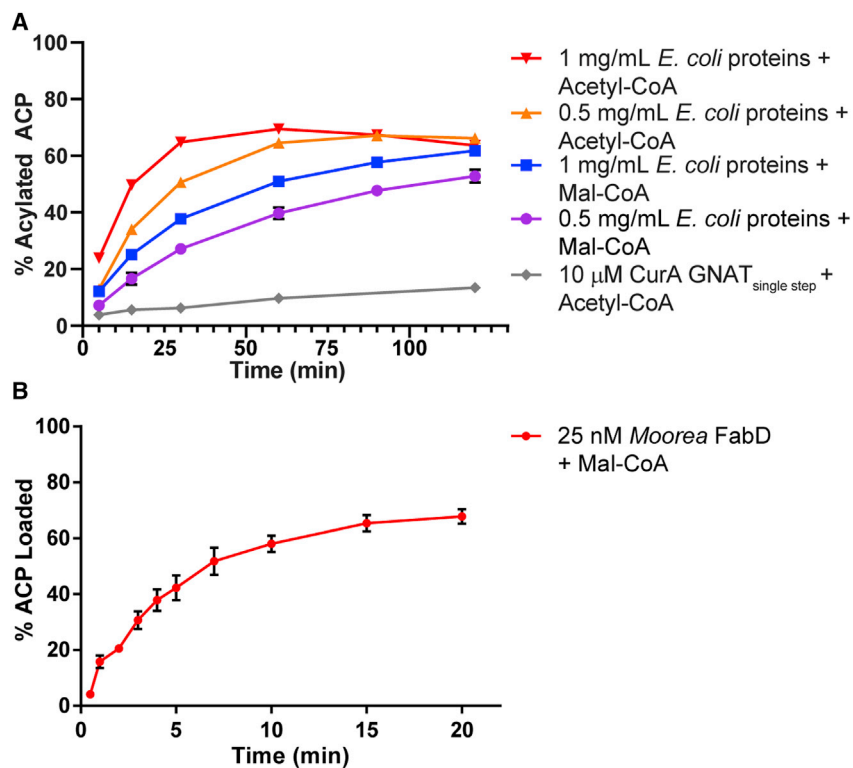 A
100
80
60
40
20
0
% Acylated ACP
0 25 50 75 100
Time (min)
1 mg/mL E. coli proteins +
Acetyl-CoA
0.5 mg/mL E. coli proteins +
Acetyl-CoA
1 mg/mL E. coli proteins +
Mal-CoA
0.5 mg/mL E. coli proteins +
Mal-CoA
10 μM CurA GNATsingle step +
Acetyl-CoA
B
100
80
60
40
20
0
% ACP Loaded
0 5 10 15 20
Time (min)
25 nM Moorea FabD
+ Mal-CoA